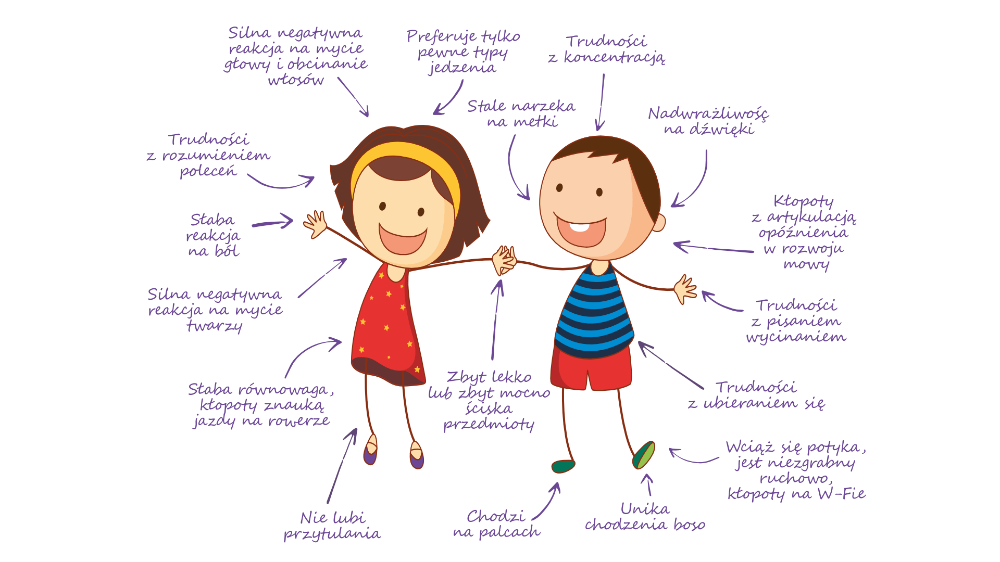 Silna negatywna
reakcja na mycie
głowy i obcinanie
włosów
Preferuje tylko
pewne typy
jedzenia
Trudności
z koncentracją
Stale narzeka
na metki
Nadwrażliwość
na dźwięki
Trudności
z rozumieniem
poleceń
Słaba
reakcja
na ból
Kłopoty
z artykulacją
opóźnienia
w rozwoju
mowy
Silna negatywna
reakcja na mycie
twarzy
Trudności
z pisaniem
wycinaniem
Słaba równowaga,
kłopoty znauką
jazdy na rowerze
Zbyt lekko
lub zbyt mocno
ściska
przedmioty
Trudności
z ubieraniem się
Wciąż się potyka,
jest niezgrabny
ruchowo,
kłopoty na W-Fie
Nie lubi
przytulania
Chodzi
na palcach
Unika
chodzenia boso